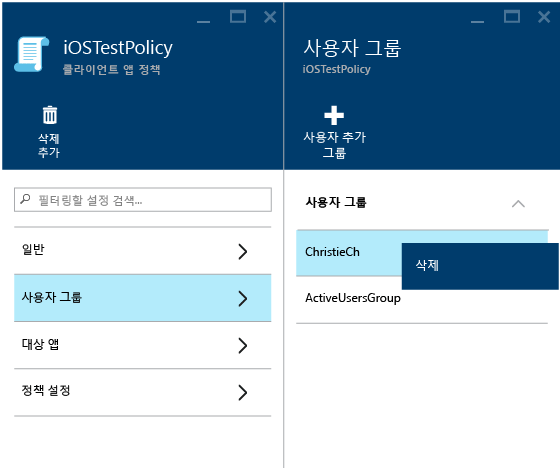 iOSTestPolicy
클라이언트 앱 정책
삭제
추가
필터링할 설정 검색...
일반
사용자 그룹
대상 앱
정책 설정
사용자 그룹
iOSTestPolicy
사용자 추가
그룹
사용자 그룹
ChristieCh
삭제
ActiveUsersGroup